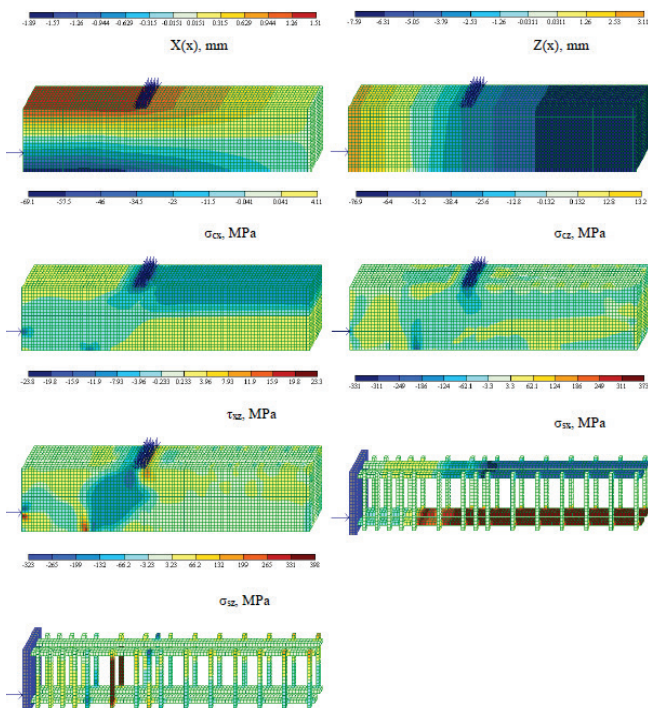 -1.89 -1.57 -1.26 -0.944 -0.629 -0.315 -0.0151 0.0151 0.315 0.629 0.944 1.26 1.51
-7.59 -6.31 -5.05 -3.79 -2.53 -1.26 -0.0311 0.0311 1.26 2.53 3.11
X(x), mm
Z(x), mm
-69.1 -57.5 -46 -34.5 -23 -11.5 -0.041 0.041 4.11
-76.9 -64 -51.2 -38.4 -25.6 -12.8 -0.132 0.132 12.8 13.2
σcx, MPa
σcz, MPa
-23.8 -19.8 -15.9 -11.9 -7.93 -3.96 -0.233 0.233 3.96 7.93 11.9 15.9 19.8 23.3
-331 -311 -249 -186 -124 -63.1 -3.3 3.3 63.1 124 186 249 311 373
τxz, MPa
σsx, MPa
-323 -265 -199 -132 -66.2 -3.23 3.23 66.2 132 199 265 331 398
σsz, MPa